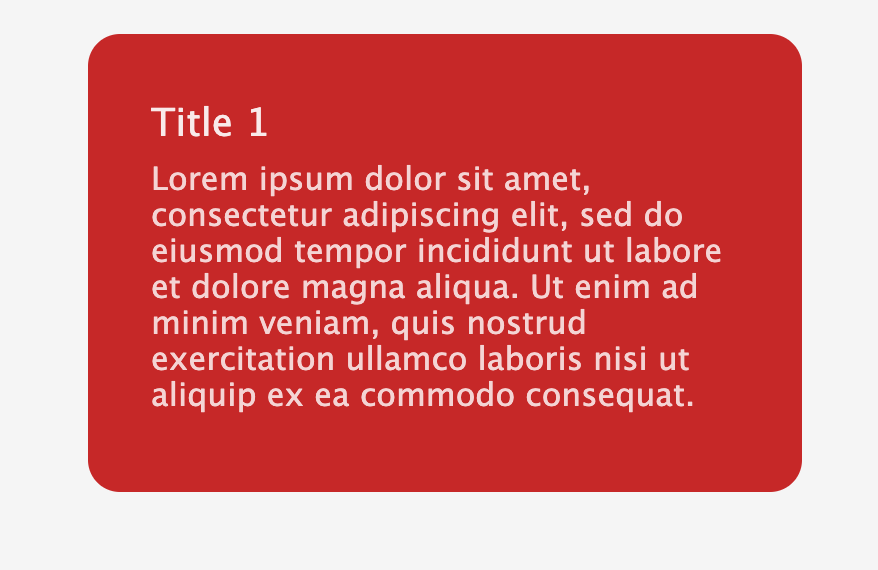 Title 1
Lorem ipsum dolor sit amet,
consectetur adipiscing elit, sed do
eiusmod tempor incididunt ut labore
et dolore magna aliqua. Ut enim ad
minim veniam, quis nostrud
exercitation ullamco laboris nisi ut
aliquip ex ea commodo consequat.